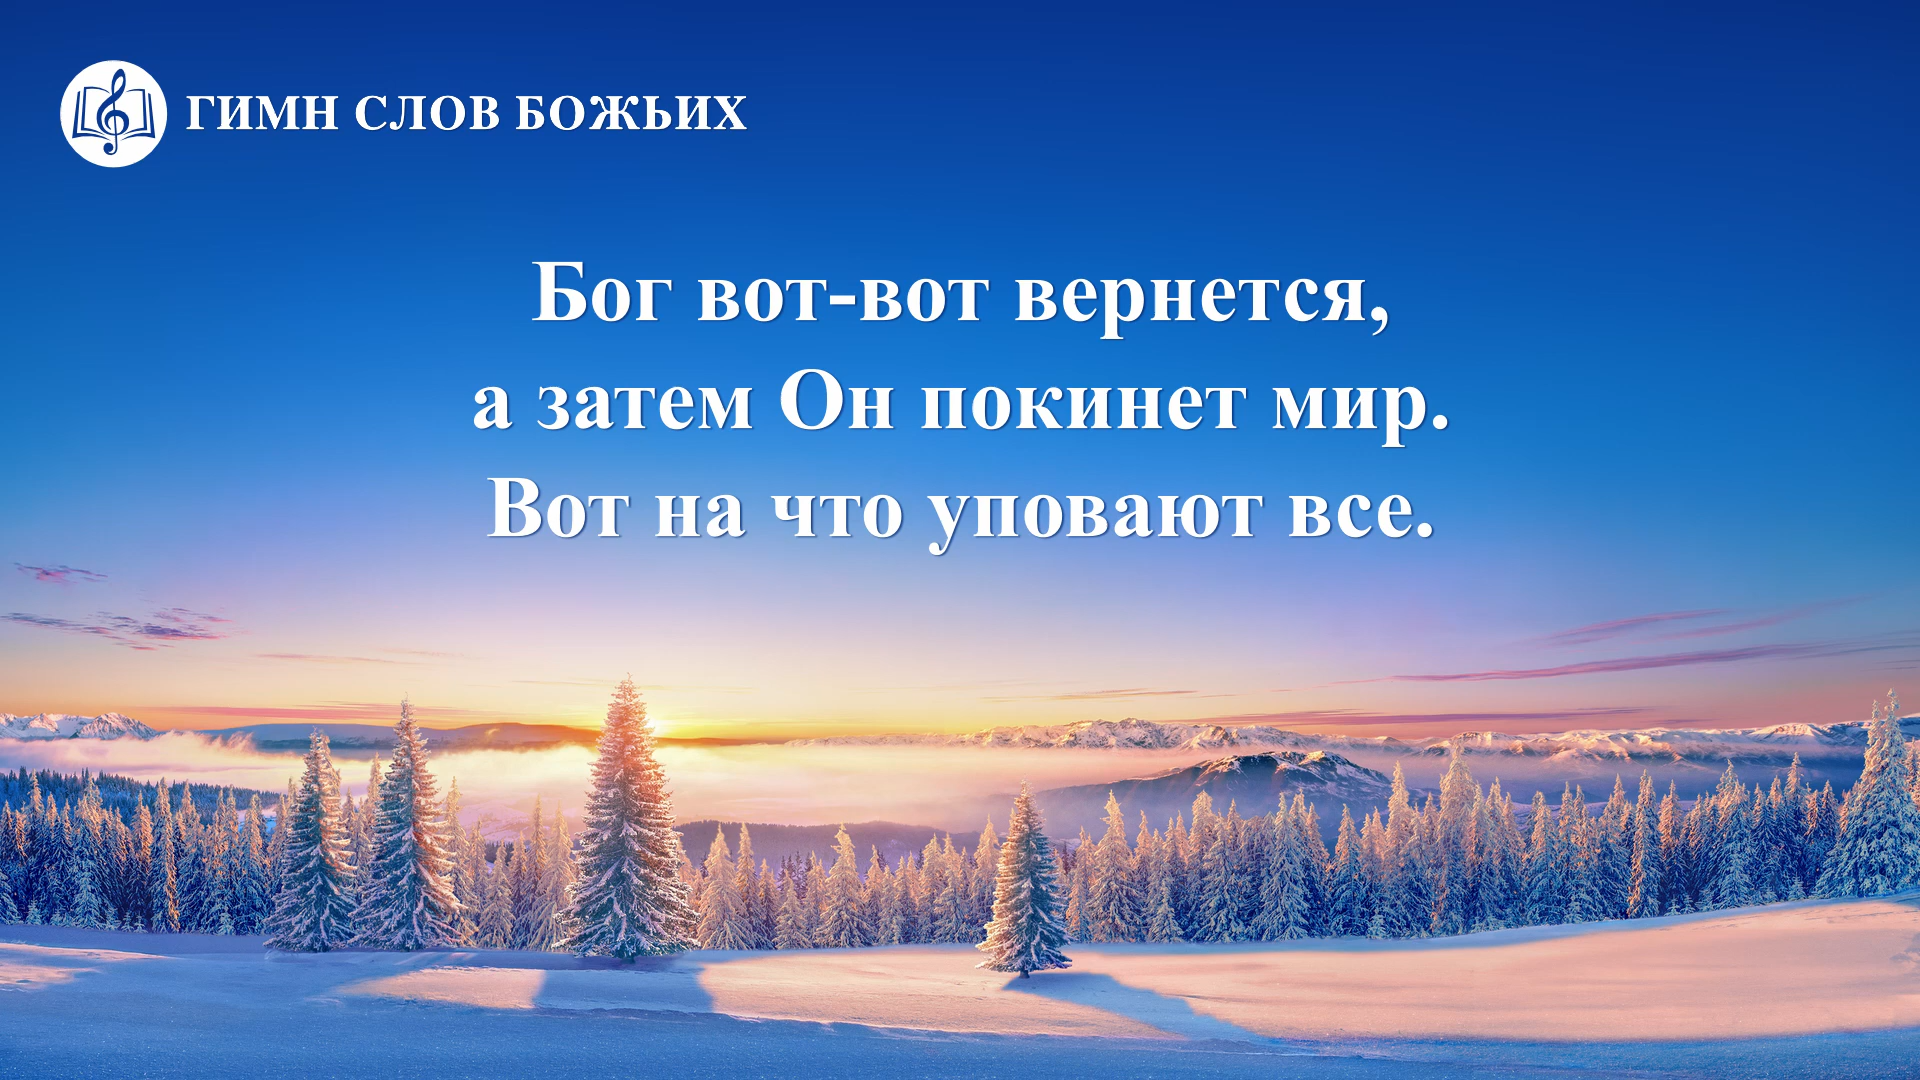 ГИМН СЛОВ БОЖЬИХ
Бог вот-вот вернется,
а затем Он покинет мир.
Вот на что уповают все.